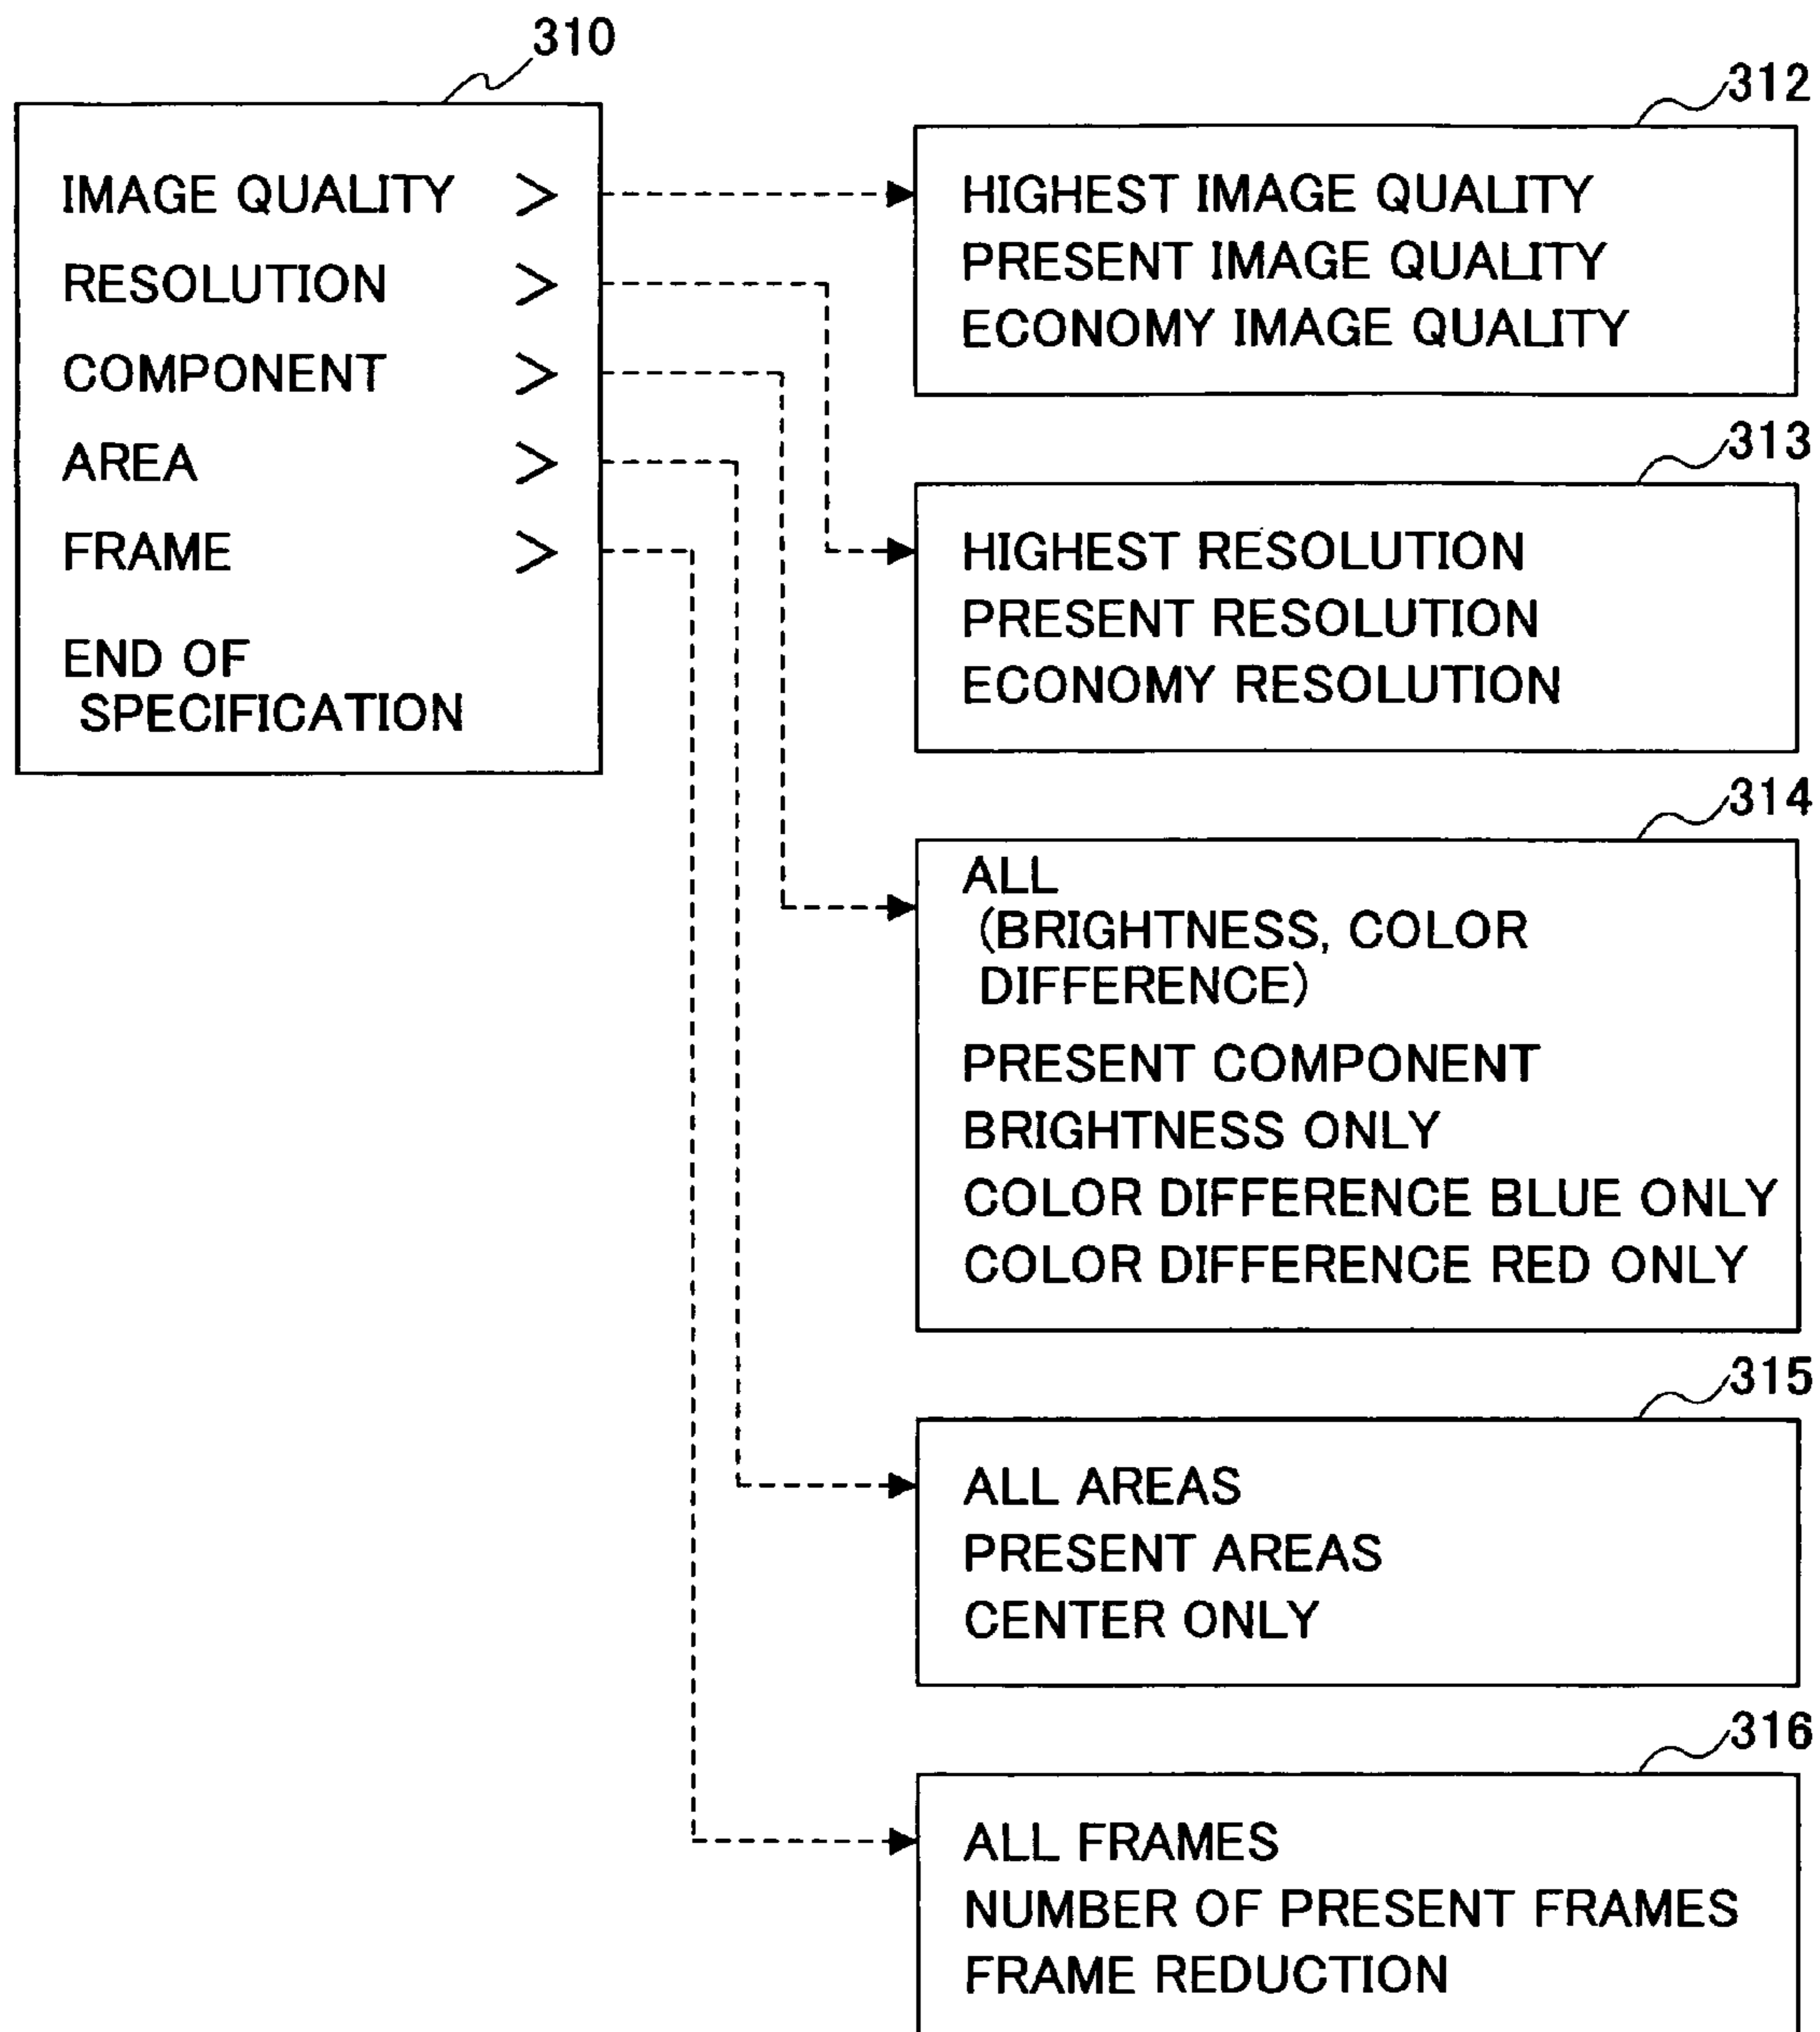 310
IMAGE QUALITY >
RESOLUTION >
COMPONENT >
AREA >
FRAME >
END OF
SPECIFICATION
312
HIGHEST IMAGE QUALITY
PRESENT IMAGE QUALITY
ECONOMY IMAGE QUALITY
313
HIGHEST RESOLUTION
PRESENT RESOLUTION
ECONOMY RESOLUTION
314
ALL
(BRIGHTNESS, COLOR
DIFFERENCE)
PRESENT COMPONENT
BRIGHTNESS ONLY
COLOR DIFFERENCE BLUE ONLY
COLOR DIFFERENCE RED ONLY
315
ALL AREAS
PRESENT AREAS
CENTER ONLY
316
ALL FRAMES
NUMBER OF PRESENT FRAMES
FRAME REDUCTION